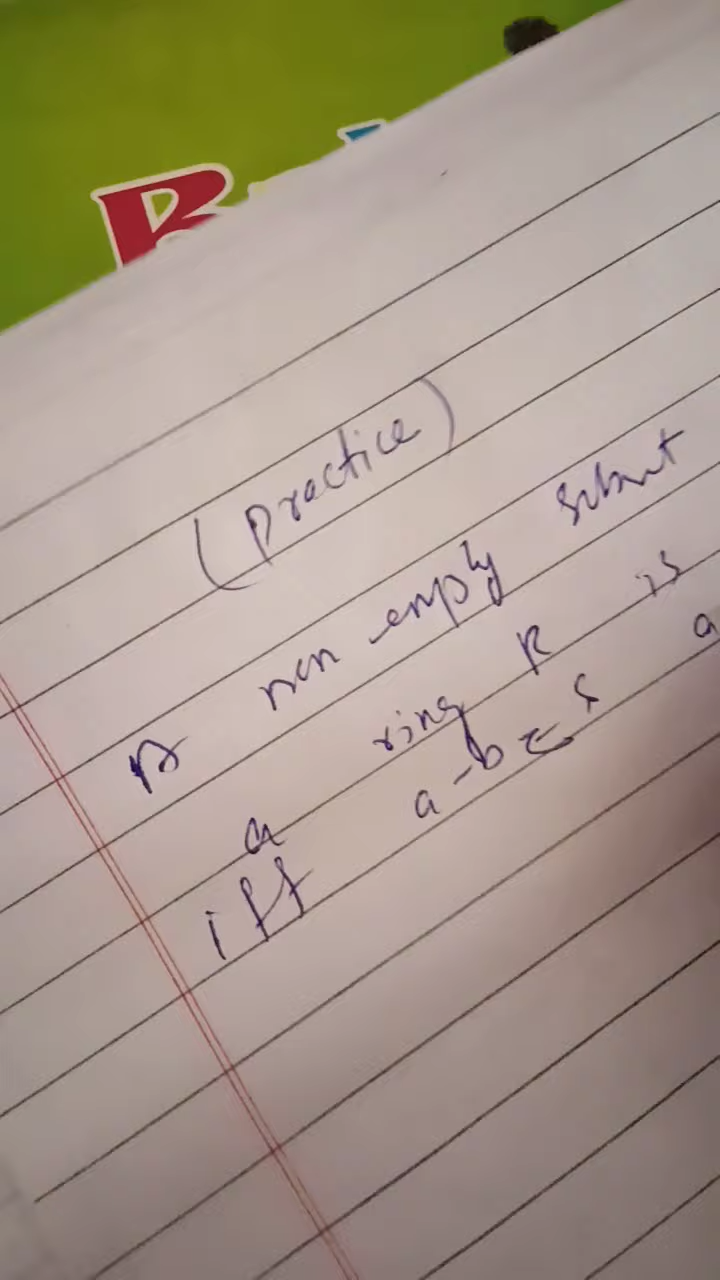 R
(Practice)
A non empty subset
a ring R is
iff a-b ∈ S a